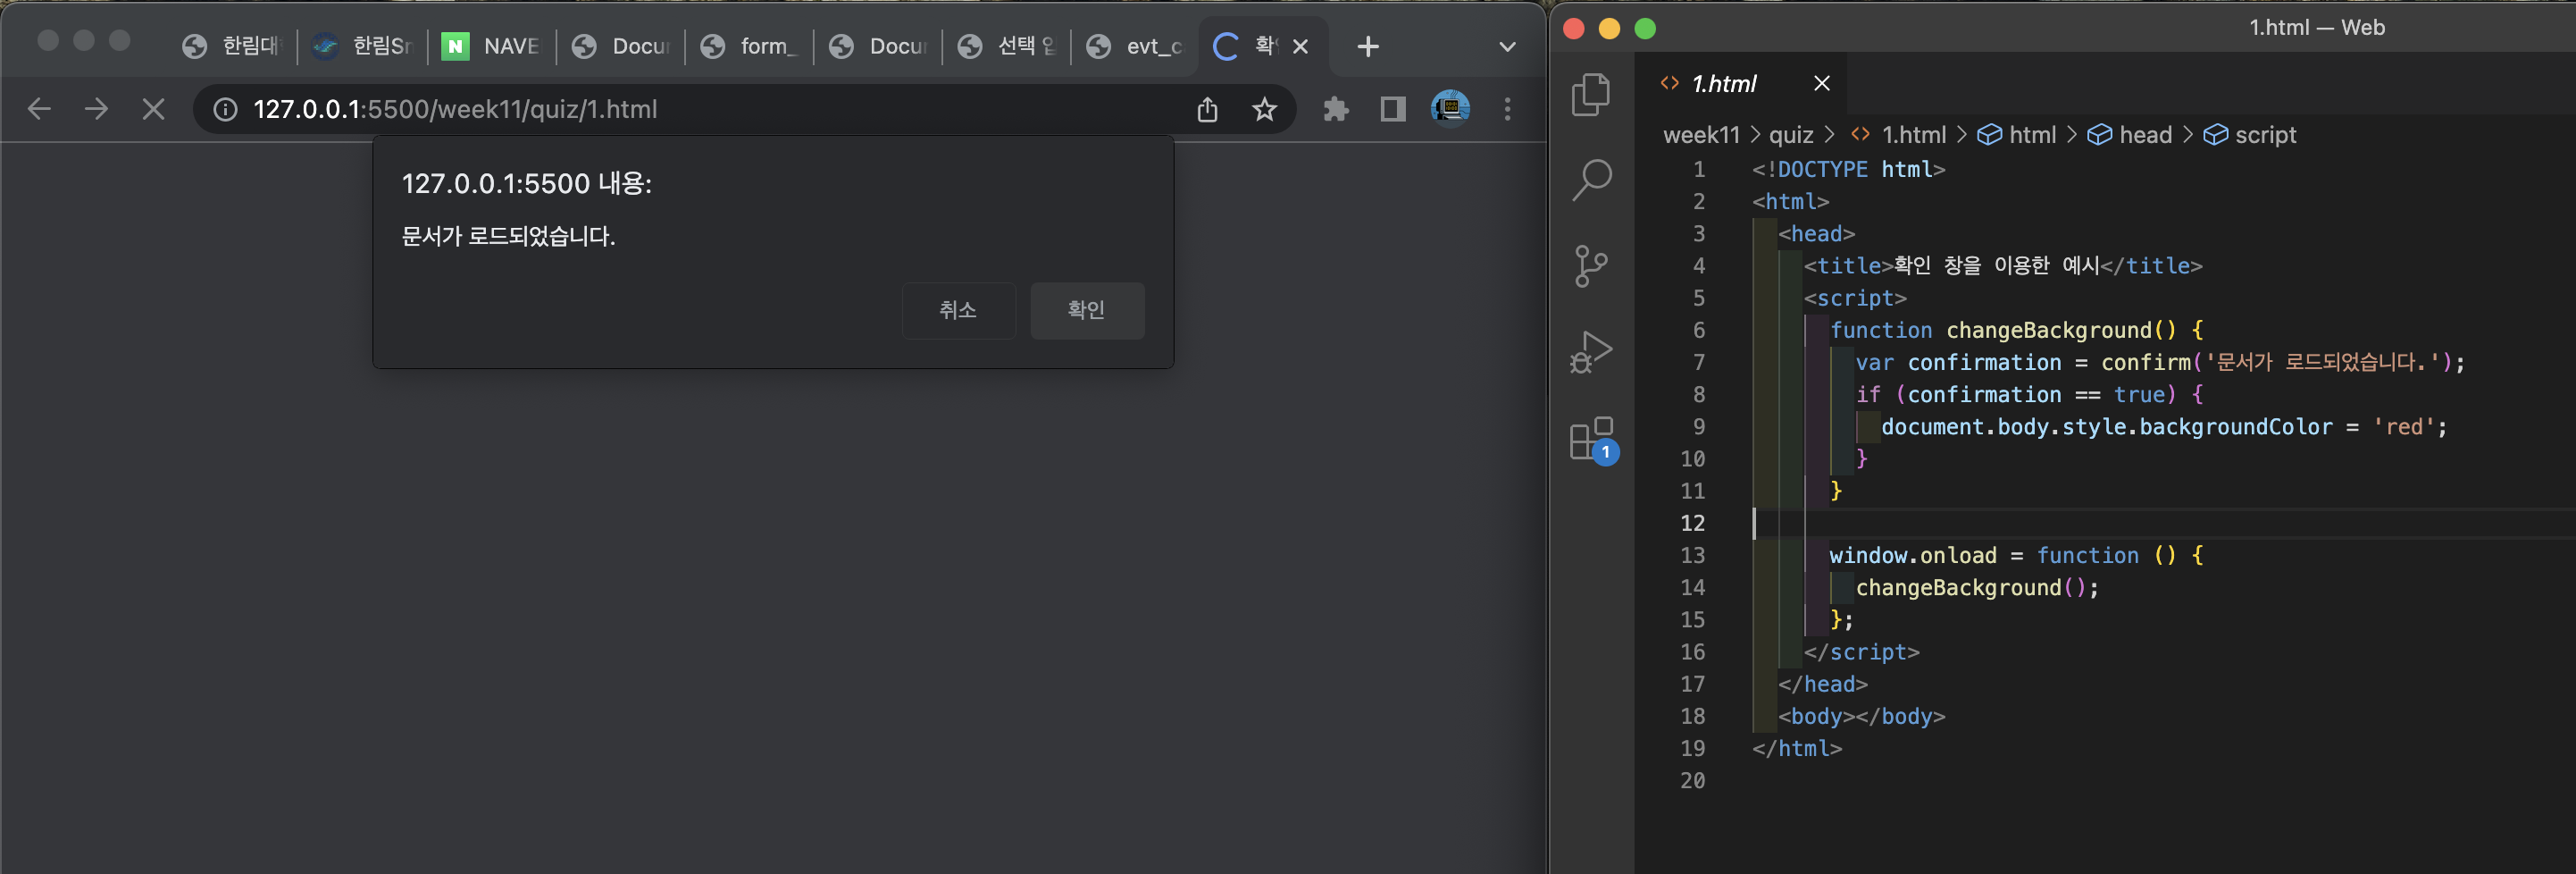 한림대
한림Sm
NAVE
Docu
form_
Docu
선택 입
evt_c
확인
127.0.0.1:5500/week11/quiz/1.html
127.0.0.1:5500 내용:
문서가 로드되었습니다.
취소 확인
1.html — Web
<> 1.html
week11 > quiz > <> 1.html > html > head > script
1 <!DOCTYPE html>
2 <html>
3 <head>
4 <title>확인 창을 이용한 예시</title>
5 <script>
6 function changeBackground() {
7 var confirmation = confirm('문서가 로드되었습니다.');
8 if (confirmation == true) {
9 document.body.style.backgroundColor = 'red';
10 }
11 }
12
13 window.onload = function () {
14 changeBackground();
15 };
16 </script>
17 </head>
18 <body></body>
19 </html>
20
1